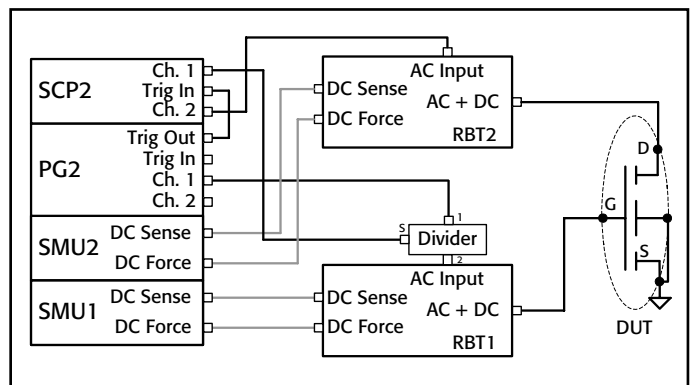 SCP2
Ch. 1
Trig In
Ch. 2
PG2
Trig Out
Trig In
Ch. 1
Ch. 2
SMU2
DC Sense
DC Force
SMU1
DC Sense
DC Force
AC Input
DC Sense
AC + DC
DC Force
RBT2
1
S
Divider
2
AC Input
DC Sense
AC + DC
DC Force
RBT1
D
G
S
DUT